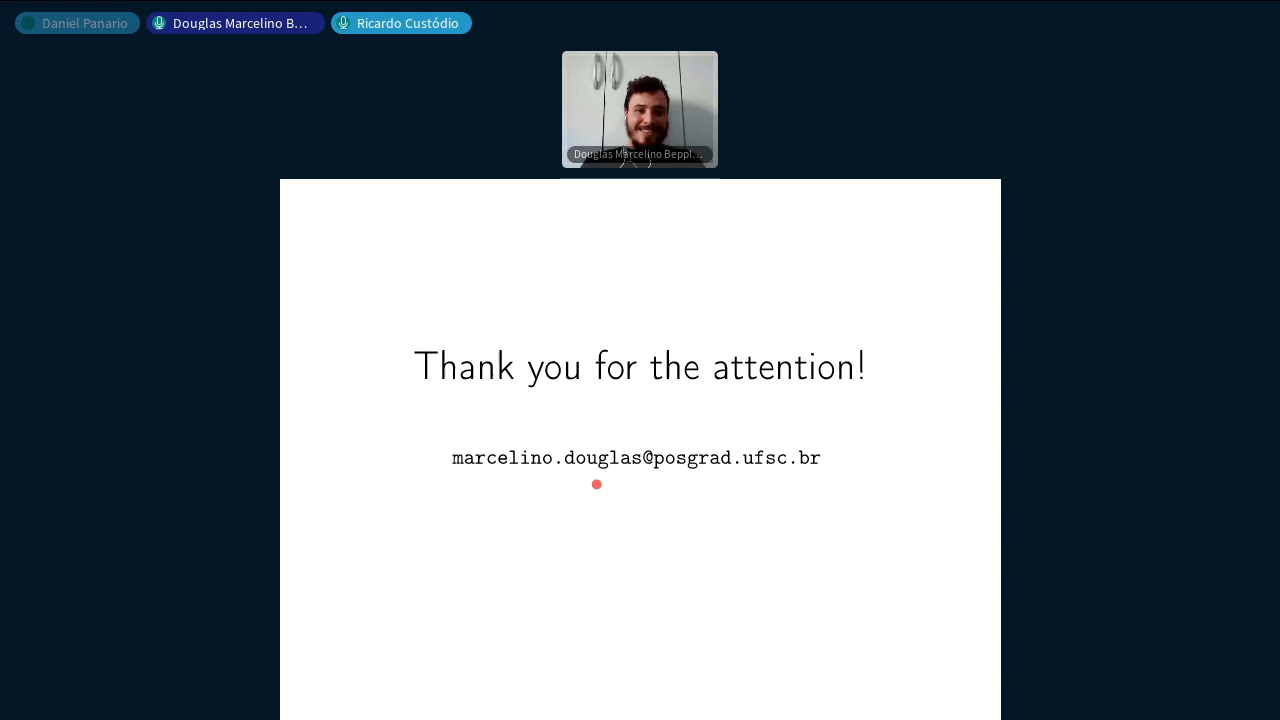 Daniel Panario
Douglas Marcelino B...
Ricardo Custódio
Douglas Marcelino Beppl...
Thank you for the attention!
marcelino.douglas@posgrad.ufsc.br